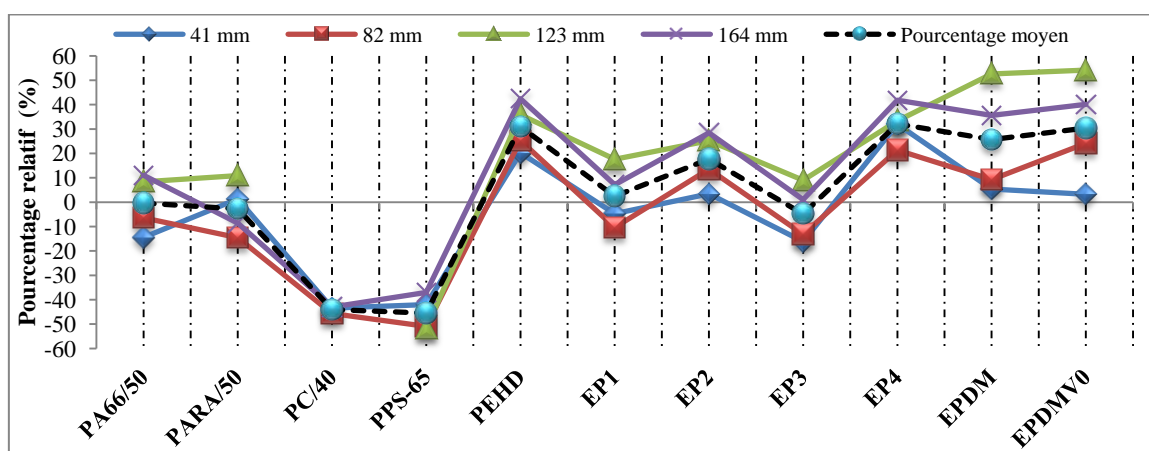 41 mm 82 mm 123 mm 164 mm Pourcentage moyen
Pourcentage relatif (%)
60
50
40
30
20
10
0
-10
-20
-30
-40
-50
-60
PA66/50
PARA/50
PC/40
PPS-65
PEHD
EP1
EP2
EP3
EP4
EPDM
EPDMV0